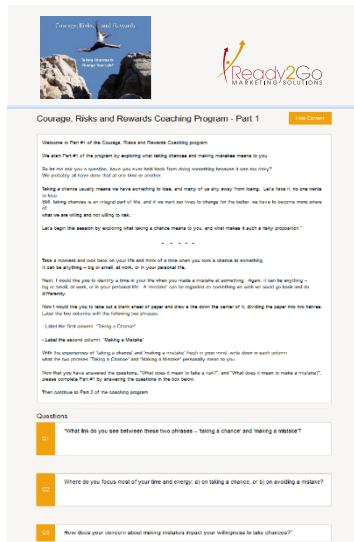 Courage, Risks and Rewards
Taking Chances to
Change Your Life!
Ready2Go
MARKETING SOLUTIONS
Courage, Risks and Rewards Coaching Program - Part 1
Hide Content
Welcome to Part #1 of the Courage, Risks and Rewards Coaching program.
We start Part #1 of the program by exploring what taking chances and making mistakes means to you.
So let me ask you a question, have you ever held back from doing something because it was too risky?
We probably all have done that at one time or another.
Taking a chance usually means we have something to lose, and many of us shy away from losing. Let's face it, no one wants
to lose.
Still, taking chances is an integral part of life, and if we want our lives to change for the better, we have to become more aware
of
what we are willing and not willing to risk.
Let's begin this session by exploring what taking a chance means to you, and what makes it such a risky proposition."
- - - - -
Take a moment and look back on your life and think of a time when you took a chance at something.
It can be anything – big or small, at work, or in your personal life.
Next, I would like you to identify a time in your life when you made a mistake at something. Again, it can be anything –
big or small, at work, or in your personal life. A 'mistake' can be regarded as something we wish we could go back and do
differently.
Now I would like you to take out a blank sheet of paper and draw a line down the center of it, dividing the paper into two halves.
Label the two columns with the following two phrases:
- Label the first column: "Taking a Chance"
- Label the second column: "Making a Mistake"
With the experiences of 'taking a chance' and 'making a mistake' fresh in your mind, write down in each column
what the two phrases "Taking a Chance" and "Making a Mistake" personally mean to you.
Now that you have answered the questions, "What does it mean to take a risk?", and "What does it mean to make a mistake?",
please complete Part #1 by answering the questions in the box below.
Then continue to Part 2 of the coaching program.
Questions
Q1
"What link do you see between these two phrases – 'taking a chance' and 'making a mistake'?
Q2
Where do you focus most of your time and energy: a) on taking a chance, or b) on avoiding a mistake?
Q3
How does your concern about making mistakes impact your willingness to take chances?"